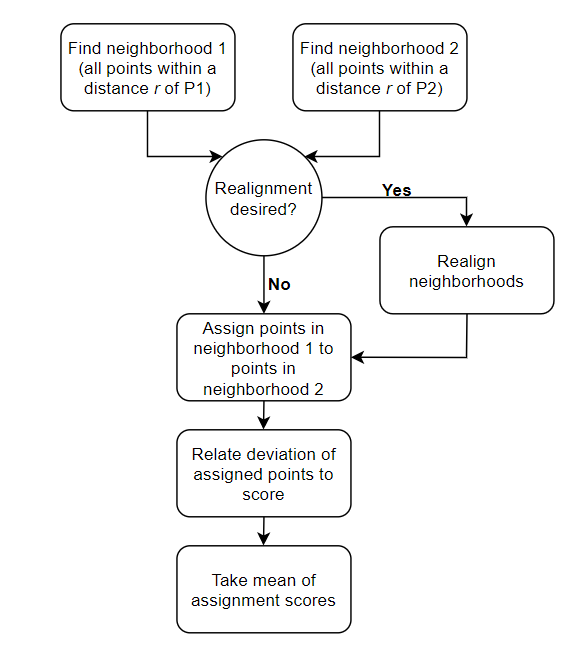 Find neighborhood 1
(all points within a
distance r of P1)
Find neighborhood 2
(all points within a
distance r of P2)
Realignment
desired?
Yes
Realign
neighborhoods
No
Assign points in
neighborhood 1 to
points in
neighborhood 2
Relate deviation of
assigned points to
score
Take mean of
assignment scores